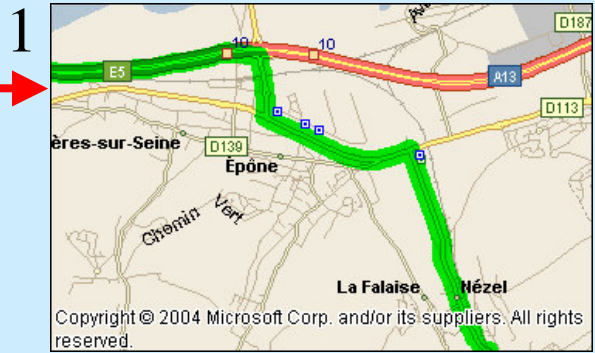 1
D187
10
10
E5
A13
D113
ères-sur-Seine
D139
Épône
Chemin Vert
La Falaise
Nézel
Copyright © 2004 Microsoft Corp. and/or its suppliers. All rights
reserved.